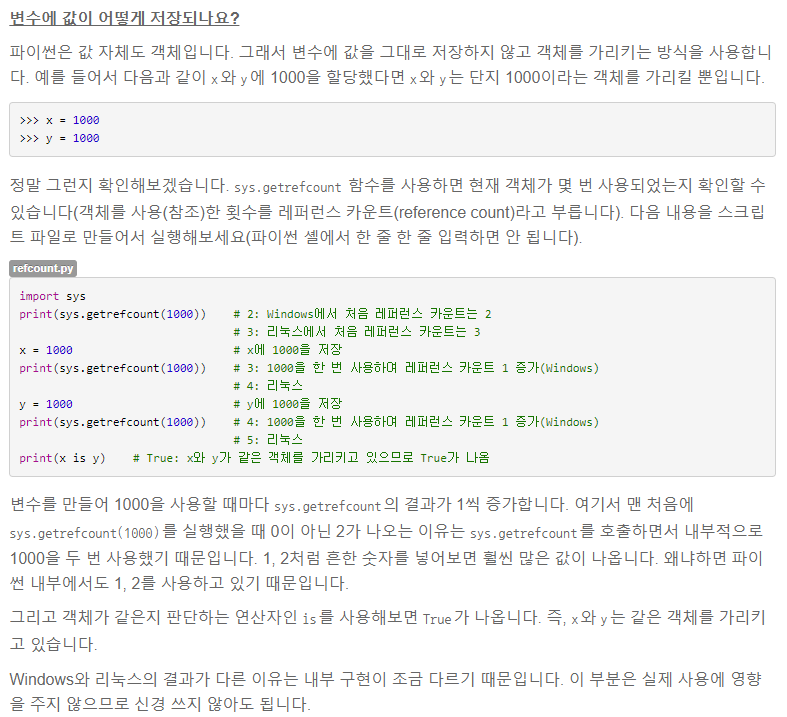 변수에 값이 어떻게 저장되나요?
파이썬은 값 자체도 객체입니다. 그래서 변수에 값을 그대로 저장하지 않고 객체를 가리키는 방식을 사용합니
다. 예를 들어서 다음과 같이 x와 y에 1000을 할당했다면 x와 y는 단지 1000이라는 객체를 가리킬 뿐입니다.
>>> x = 1000
>>> y = 1000
정말 그런지 확인해보겠습니다. sys.getrefcount 함수를 사용하면 현재 객체가 몇 번 사용되었는지 확인할 수
있습니다(객체를 사용(참조)한 횟수를 레퍼런스 카운트(reference count)라고 부릅니다). 다음 내용을 스크립
트 파일로 만들어서 실행해보세요(파이썬 셸에서 한 줄 한 줄 입력하면 안 됩니다).
refcount.py
import sys
print(sys.getrefcount(1000))    # 2: Windows에서 처음 레퍼런스 카운트는 2
# 3: 리눅스에서 처음 레퍼런스 카운트는 3
x = 1000    # x에 1000을 저장
print(sys.getrefcount(1000))    # 3: 1000을 한 번 사용하여 레퍼런스 카운트 1 증가(Windows)
# 4: 리눅스
y = 1000    # y에 1000을 저장
print(sys.getrefcount(1000))    # 4: 1000을 한 번 사용하여 레퍼런스 카운트 1 증가(Windows)
# 5: 리눅스
print(x is y)    # True: x와 y가 같은 객체를 가리키고 있으므로 True가 나옴
변수를 만들어 1000을 사용할 때마다 sys.getrefcount의 결과가 1씩 증가합니다. 여기서 맨 처음에
sys.getrefcount(1000)를 실행했을 때 0이 아닌 2가 나오는 이유는 sys.getrefcount를 호출하면서 내부적으로
1000을 두 번 사용했기 때문입니다. 1, 2처럼 흔한 숫자를 넣어보면 훨씬 많은 값이 나옵니다. 왜냐하면 파이
썬 내부에서도 1, 2를 사용하고 있기 때문입니다.
그리고 객체가 같은지 판단하는 연산자인 is를 사용해보면 True가 나옵니다. 즉, x와 y는 같은 객체를 가리키
고 있습니다.
Windows와 리눅스의 결과가 다른 이유는 내부 구현이 조금 다르기 때문입니다. 이 부분은 실제 사용에 영향
을 주지 않으므로 신경 쓰지 않아도 됩니다.